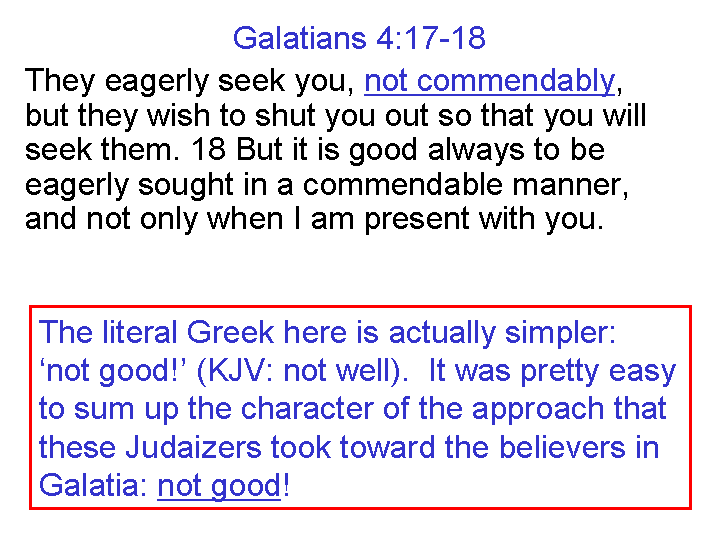 Galatians 4:17-18
They eagerly seek you, not commendably,
but they wish to shut you out so that you will
seek them. 18 But it is good always to be
eagerly sought in a commendable manner,
and not only when I am present with you.
The literal Greek here is actually simpler:
‘not good!’ (KJV: not well).  It was pretty easy
to sum up the character of the approach that
these Judaizers took toward the believers in
Galatia: not good!